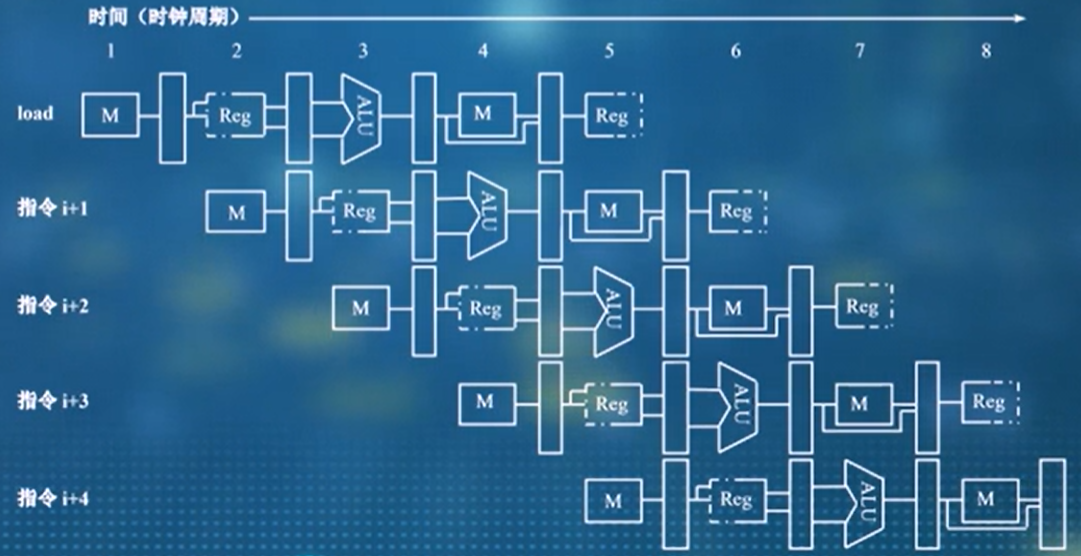 时间（时钟周期）
1 2 3 4 5 6 7 8
load M Reg ALU M Reg
指令 i+1 M Reg ALU M Reg
指令 i+2 M Reg ALU M Reg
指令 i+3 M Reg ALU M Reg
指令 i+4 M Reg ALU M